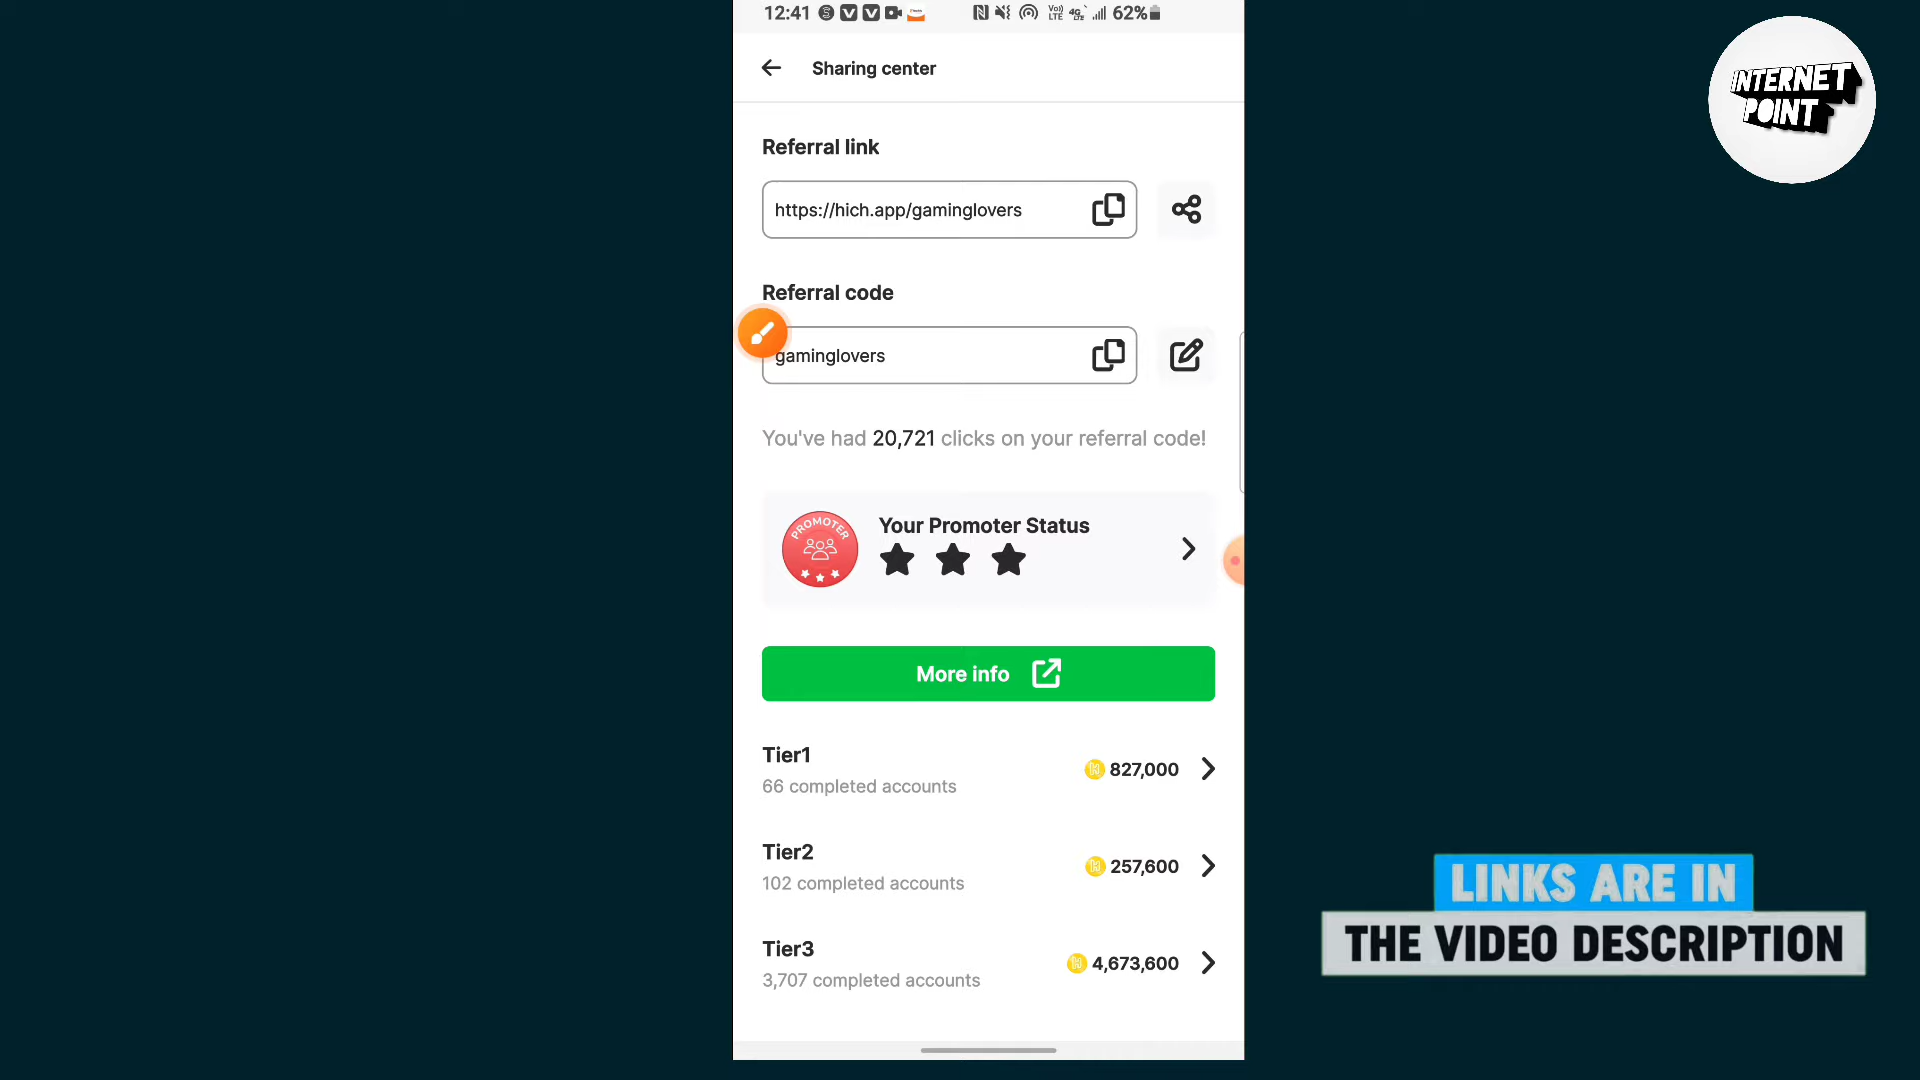 12:41
62%
Sharing center
Referral link
https://hich.app/gaminglovers
Referral code
gaminglovers
You've had 20,721 clicks on your referral code!
PROMOTER
Your Promoter Status
More info
Tier1
827,000
66 completed accounts
Tier2
257,600
102 completed accounts
Tier3
4,673,600
3,707 completed accounts
INTERNET
POINT
LINKS ARE IN
THE VIDEO DESCRIPTION